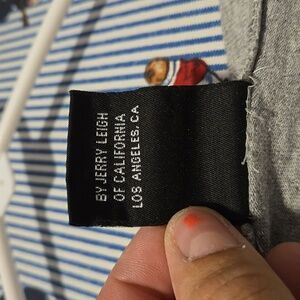 BY JERRY LEIGH
OF CALIFORNIA
LOS ANGELES, CA